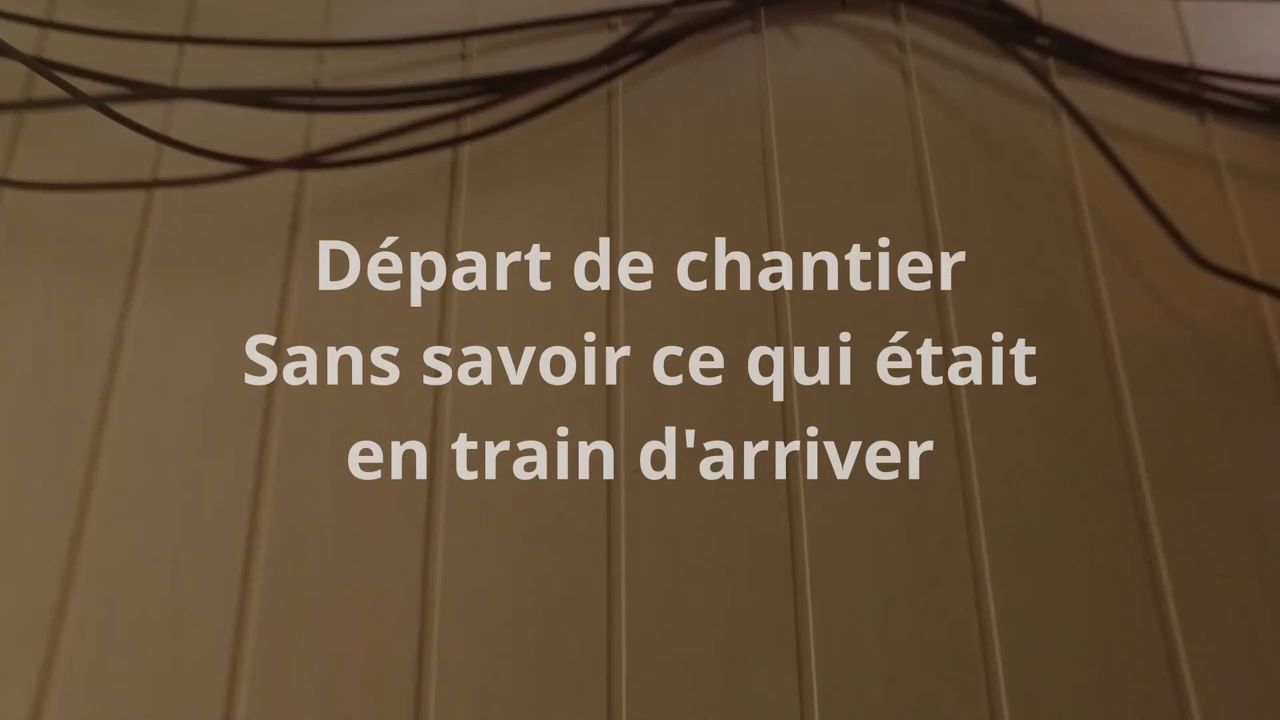 Départ de chantier
Sans savoir ce qui était
en train d'arriver